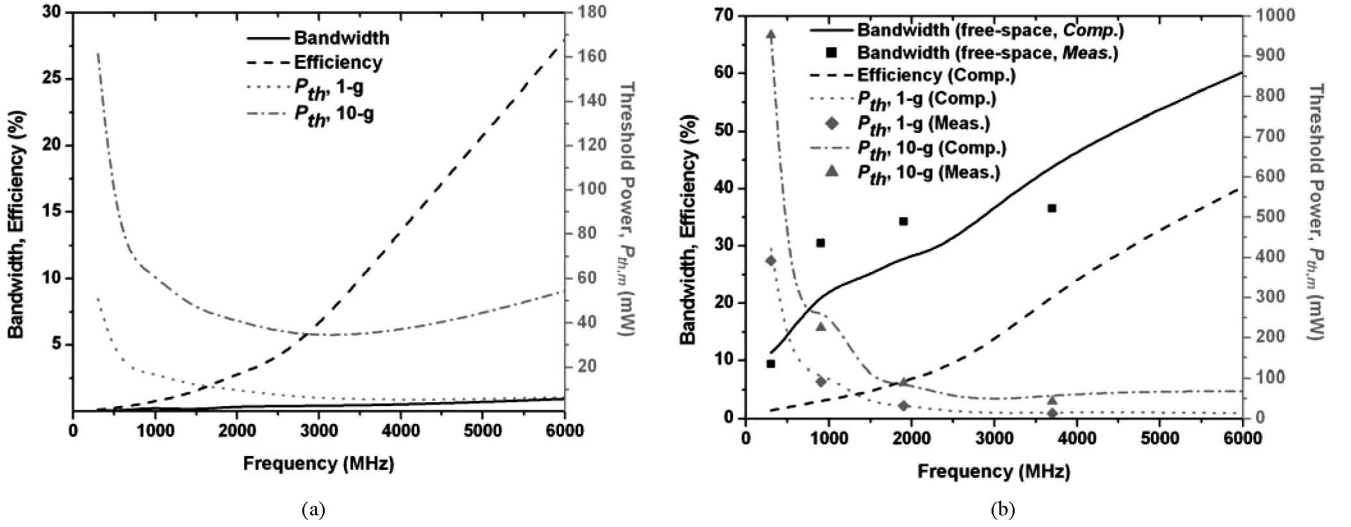 Bandwidth
Efficiency
Pth, 1-g
Pth, 10-g
30
25
20
15
10
5
180
160
140
120
100
80
60
40
20
0
0 1000 2000 3000 4000 5000 6000
Bandwidth, Efficiency (%)
Threshold Power, Pth,m (mW)
Frequency (MHz)
(a)
Bandwidth (free-space, Comp.)
Bandwidth (free-space, Meas.)
Efficiency (Comp.)
Pth, 1-g (Comp.)
Pth, 1-g (Meas.)
Pth, 10-g (Comp.)
Pth, 10-g (Meas.)
70
60
50
40
30
20
10
0
1000
900
800
700
600
500
400
300
200
100
0
0 1000 2000 3000 4000 5000 6000
Bandwidth, Efficiency (%)
Threshold Power, Pth,m (mW)
Frequency (MHz)
(b)